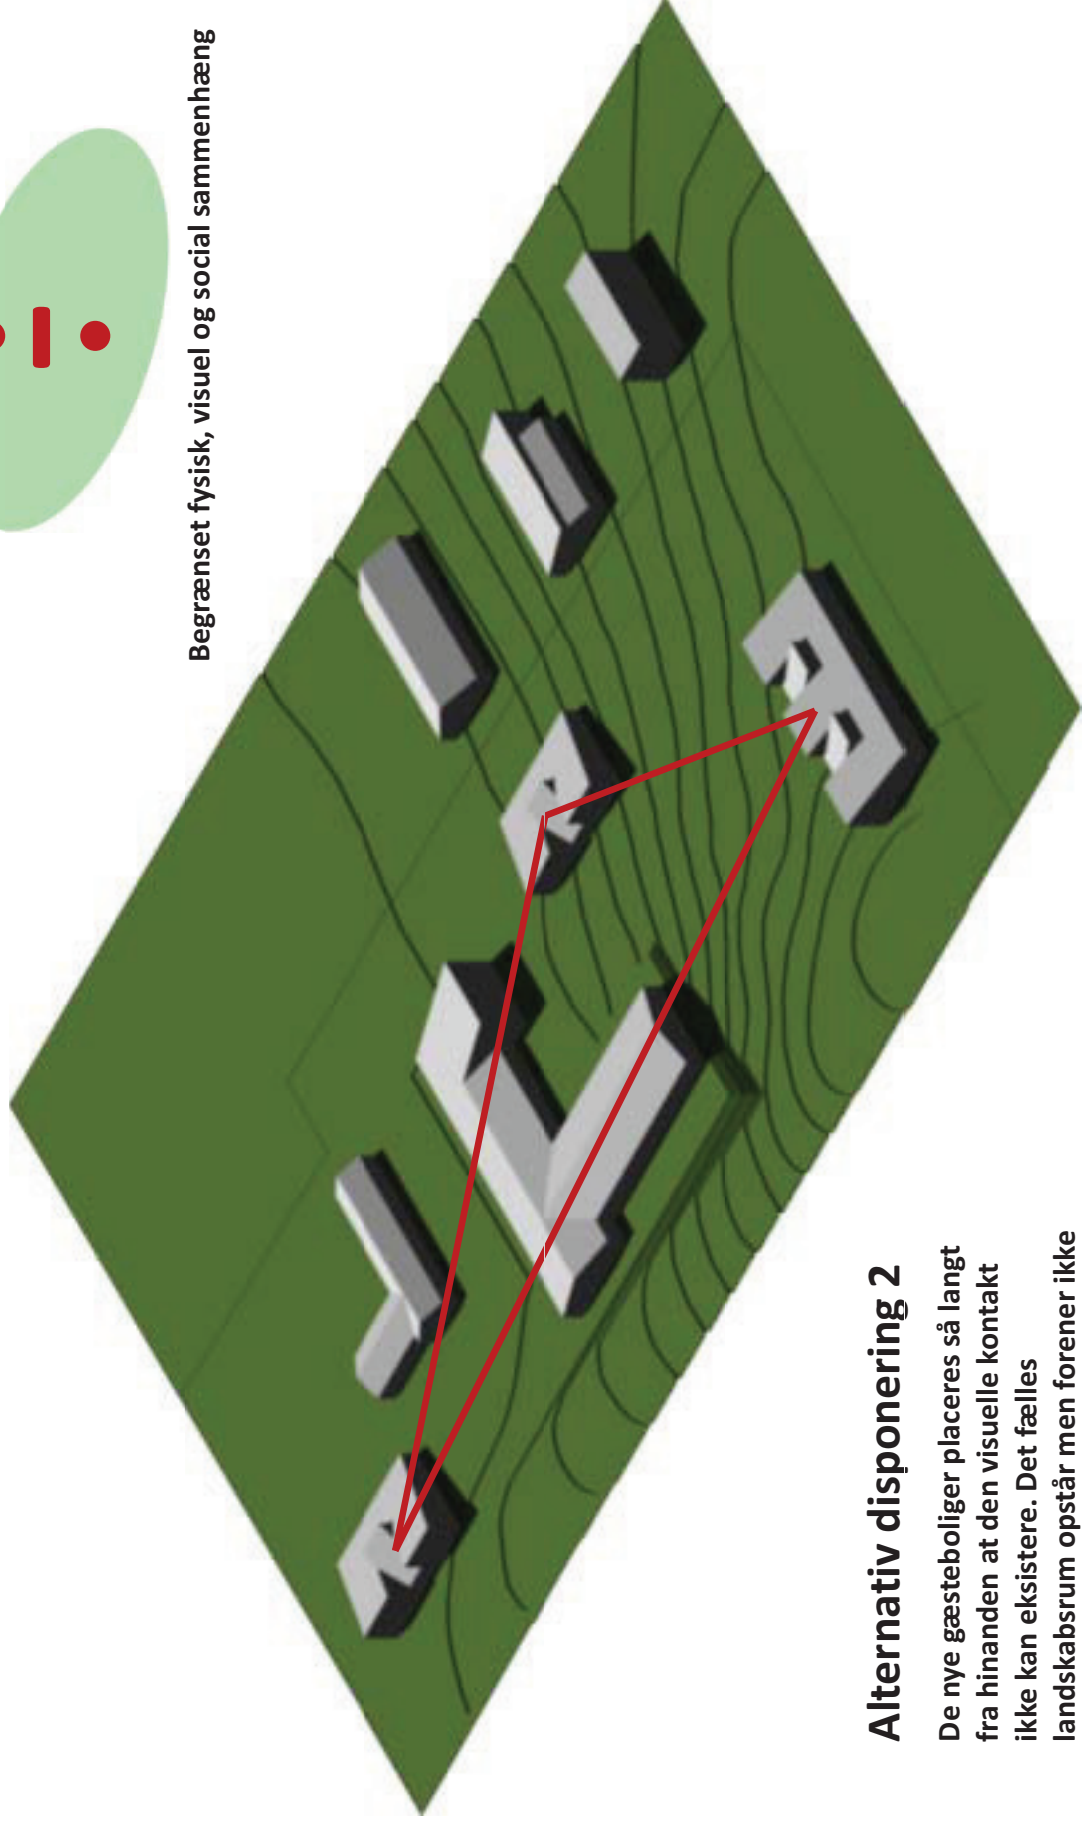 Begrænset fysisk, visuel og social sammenhæng
Alternativ disponering 2
De nye gæsteboliger placeres så langt
fra hinanden at den visuelle kontakt
ikke kan eksistere. Det fælles
landskabsrum opstår men forener ikke